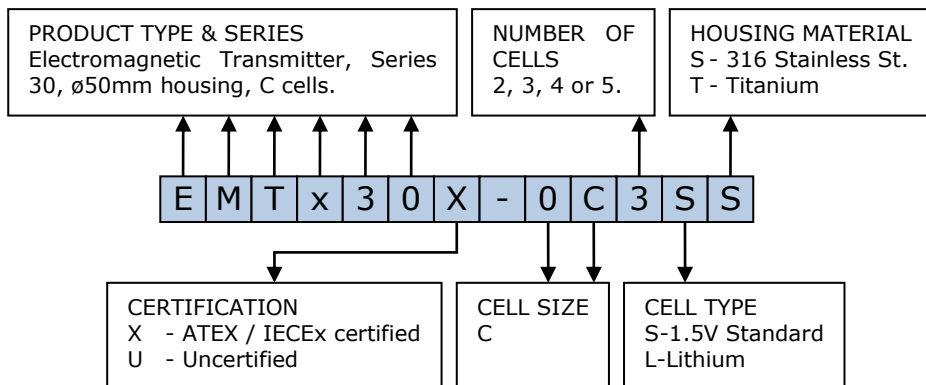 PRODUCT TYPE & SERIES
Electromagnetic Transmitter, Series
30, ø50mm housing, C cells.
NUMBER OF
CELLS
2, 3, 4 or 5.
HOUSING MATERIAL
S - 316 Stainless St.
T - Titanium
E M T x 3 0 X - 0 C 3 S S
CERTIFICATION
X - ATEX / IECEx certified
U - Uncertified
CELL SIZE
C
CELL TYPE
S-1.5V Standard
L-Lithium